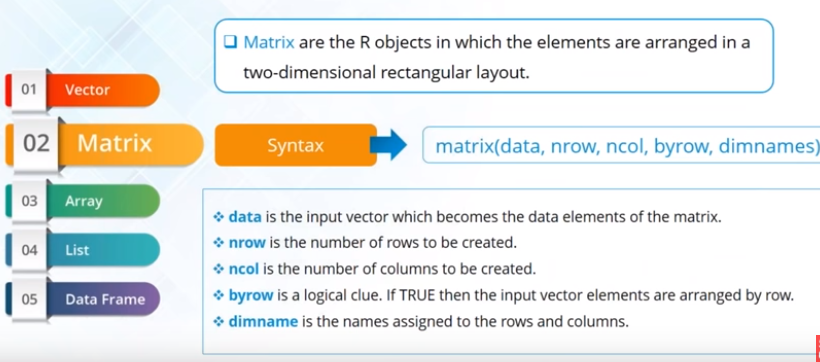 ❑ Matrix are the R objects in which the elements are arranged in a
two-dimensional rectangular layout.
01 Vector
02 Matrix
Syntax
matrix(data, nrow, ncol, byrow, dimnames)
03 Array
04 List
05 Data Frame
❖ data is the input vector which becomes the data elements of the matrix.
❖ nrow is the number of rows to be created.
❖ ncol is the number of columns to be created.
❖ byrow is a logical clue. If TRUE then the input vector elements are arranged by row.
❖ dimname is the names assigned to the rows and columns.